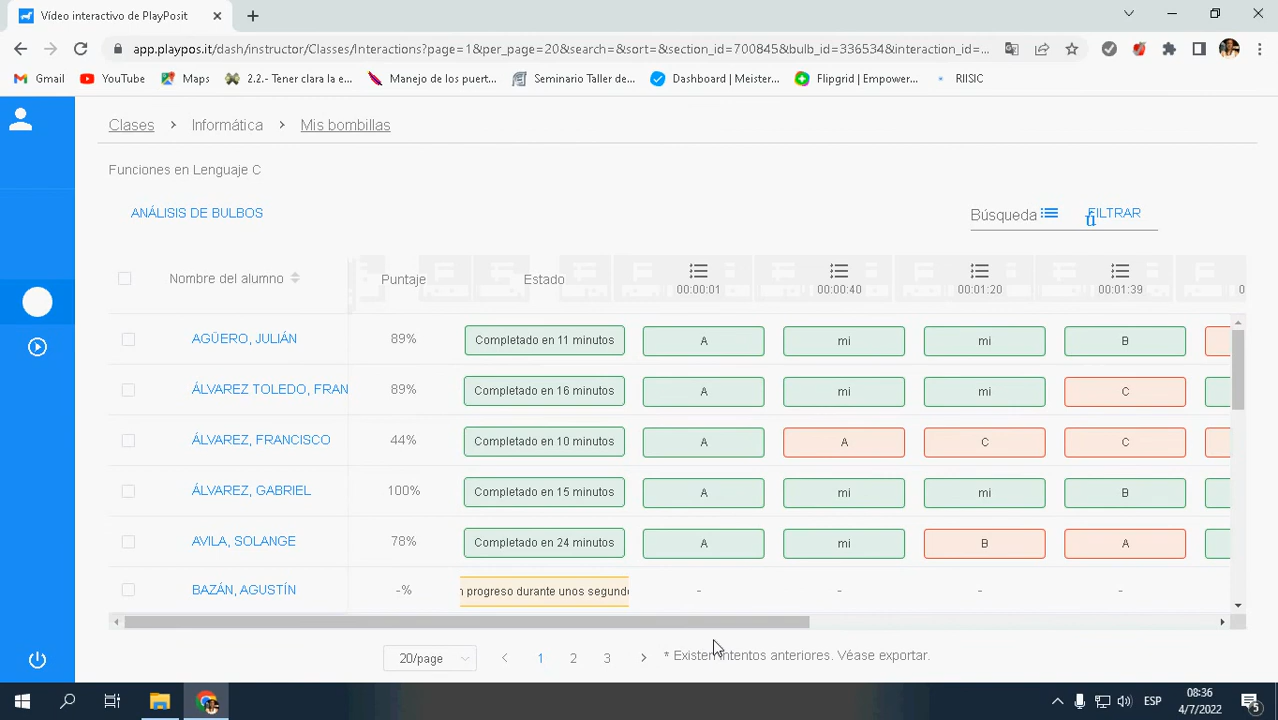 Vídeo interactivo de PlayPosit
app.playpos.it/dash/instructor/Classes/Interactions?page=1&per_page=20&search=&sort=&section_id=700845&bulb_id=336534&interaction_id=...
Gmail YouTube Maps 2.2.- Tener clara la e... Manejo de los puert... Seminario Taller de... Dashboard | Meister... Flipgrid | Empower... RIISIC
Clases > Informática > Mis bombillas
Funciones en Lenguaje C
ANÁLISIS DE BULBOS Búsqueda FILTRAR
Nombre del alumno Puntaje Estado 00:00:01 00:00:40 00:01:20 00:01:39 0
AGÜERO, JULIÁN 89% Completado en 11 minutos A mi mi B
ÁLVAREZ TOLEDO, FRAN 89% Completado en 16 minutos A mi mi C
ÁLVAREZ, FRANCISCO 44% Completado en 10 minutos A A C C
ÁLVAREZ, GABRIEL 100% Completado en 15 minutos A mi mi B
AVILA, SOLANGE 78% Completado en 24 minutos A mi B A
BAZÁN, AGUSTÍN -% n progreso durante unos segund - - - -
20/page < 1 2 3 > * Existen intentos anteriores. Véase exportar.
ESP 08:36
4/7/2022 5